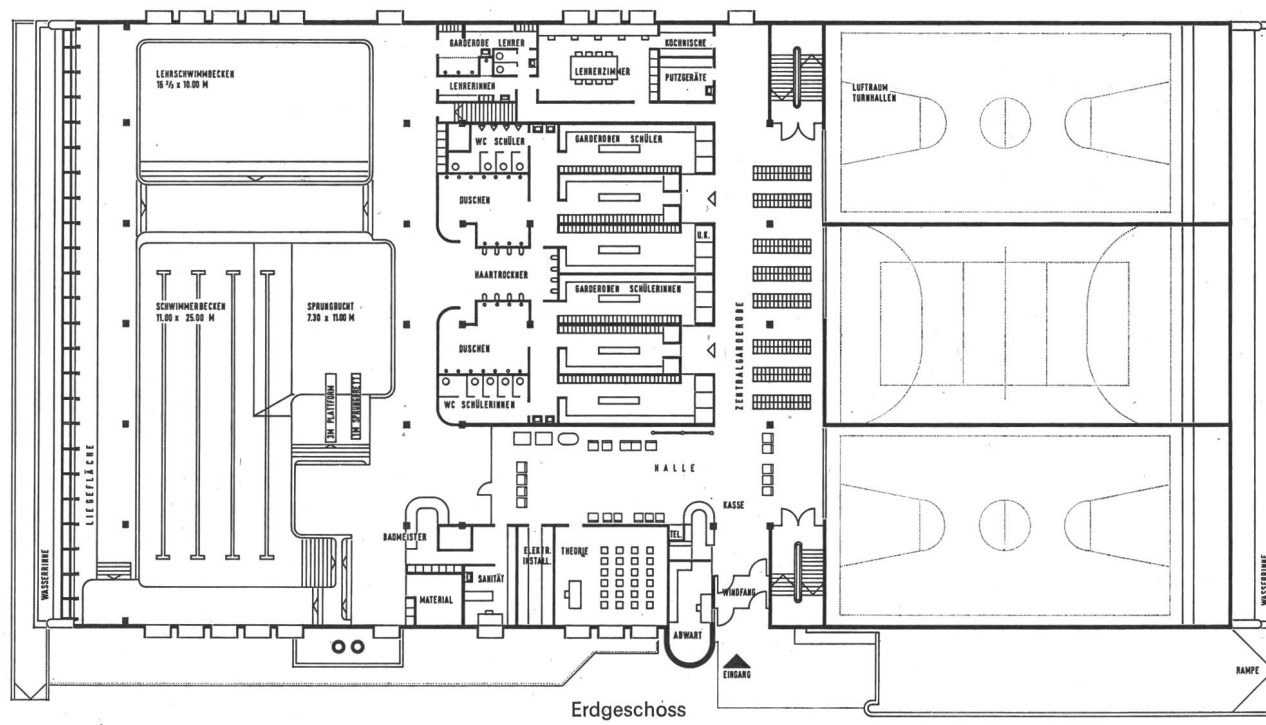 GARDEROBE
LEHRER
LEHRERINNEN
LEHRERZIMMER
KOCHNISCHE
PUTZGERÄTE
LEHRSCHWIMMBECKEN
16 2/3 x 10.00 M
LUFTRAUM
TURNHALLEN
WC SCHÜLER
GARDEROBEN SCHÜLER
DUSCHEN
U.K.
HAARTROCKNER
GARDEROBEN SCHÜLERINNEN
SCHWIMMERBECKEN
11.00 x 25.00 M
SPRUNGBUCHT
7.30 x 11.00 M
DUSCHEN
ZENTRALGARDEROBE
3M PLATTFORM
1M SPRUNGBRETT
WC SCHÜLERINNEN
LIEGEFLÄCHE
HALLE
KASSE
BADMEISTER
ELEKTR.
INSTALL.
THEORIE
TEL.
WASSERRINNE
SANITÄT
MATERIAL
WINDFANG
WASSERRINNE
ABWART
EINGANG
RAMPE
Erdgeschoss